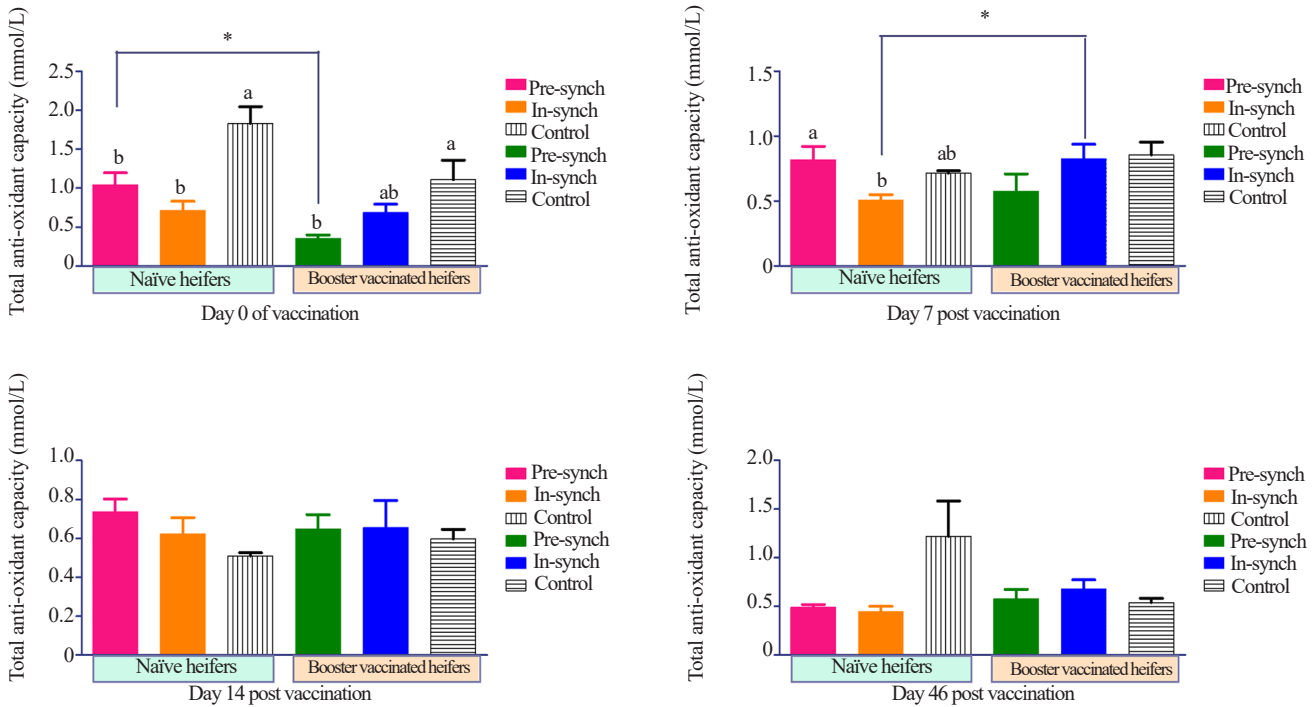 *
Total anti-oxidant capacity (mmol/L)
2.5
2.0
1.5
1.0
0.5
0
b
b
a
b
ab
a
Naïve heifers
Booster vaccinated heifers
Day 0 of vaccination
Pre-synch
In-synch
Control
Pre-synch
In-synch
Control
*
Total anti-oxidant capacity (mmol/L)
1.5
1.0
0.5
0
a
b
ab
Naïve heifers
Booster vaccinated heifers
Day 7 post vaccination
Pre-synch
In-synch
Control
Pre-synch
In-synch
Control
Total anti-oxidant capacity (mmol/L)
1.0
0.8
0.6
0.4
0.2
0
Naïve heifers
Booster vaccinated heifers
Day 14 post vaccination
Pre-synch
In-synch
Control
Pre-synch
In-synch
Control
Total anti-oxidant capacity (mmol/L)
2.0
1.5
1.0
0.5
0
Naïve heifers
Booster vaccinated heifers
Day 46 post vaccination
Pre-synch
In-synch
Control
Pre-synch
In-synch
Control